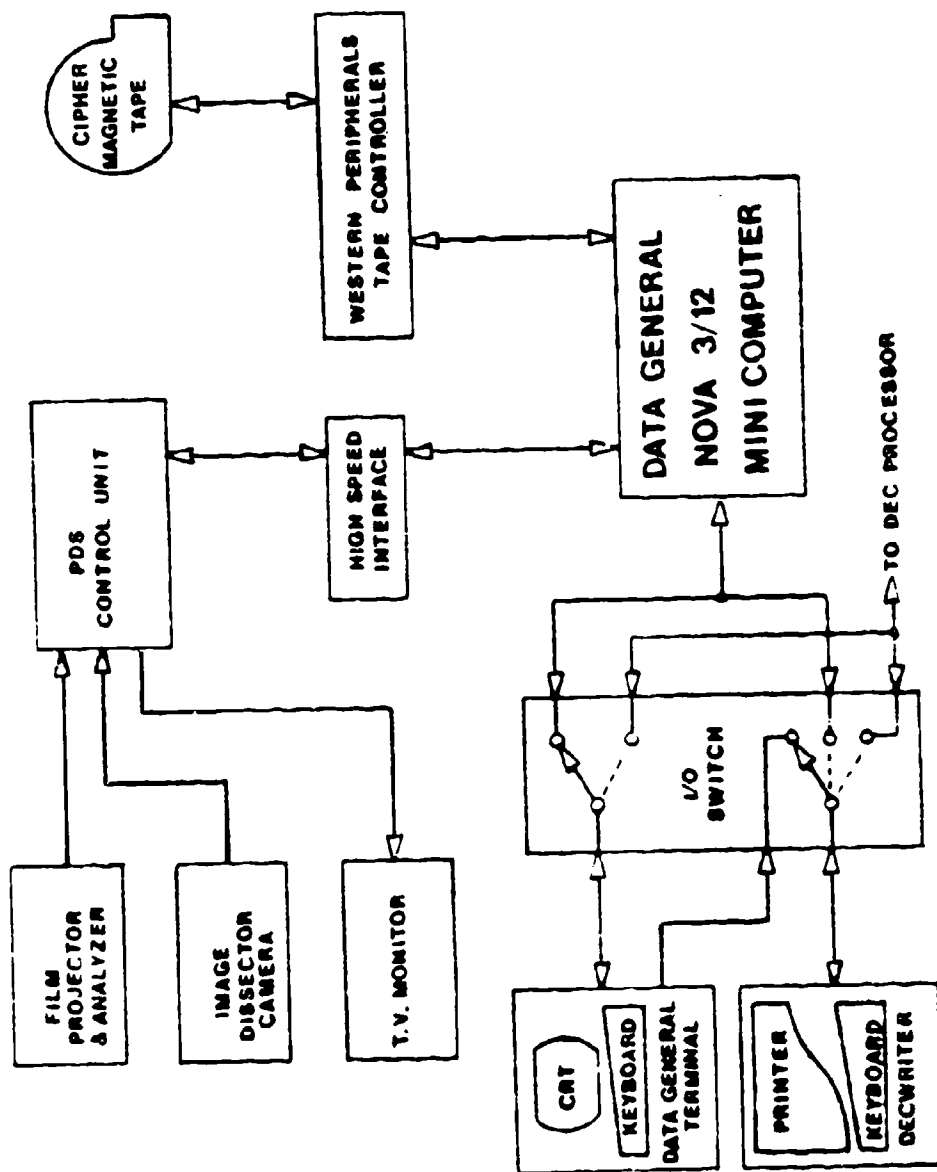 FILM
PROJECTOR
& ANALYZER
IMAGE
DISSECTOR
CAMERA
T.V. MONITOR
PDS
CONTROL UNIT
HIGH SPEED
INTERFACE
CIPHER
MAGNETIC
TAPE
WESTERN PERIPHERALS
TAPE CONTROLLER
DATA GENERAL
NOVA 3/12
MINI COMPUTER
TO DEC PROCESSOR
I/O
SWITCH
CRT
KEYBOARD
DATA GENERAL
TERMINAL
PRINTER
KEYBOARD
DECWRITER